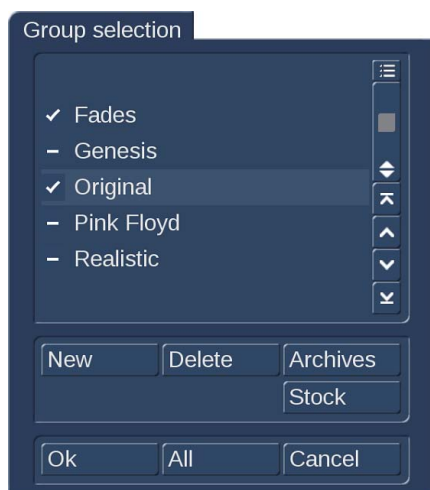 Group selection
Fades
Genesis
Original
Pink Floyd
Realistic
New Delete Archives
Stock
Ok All Cancel